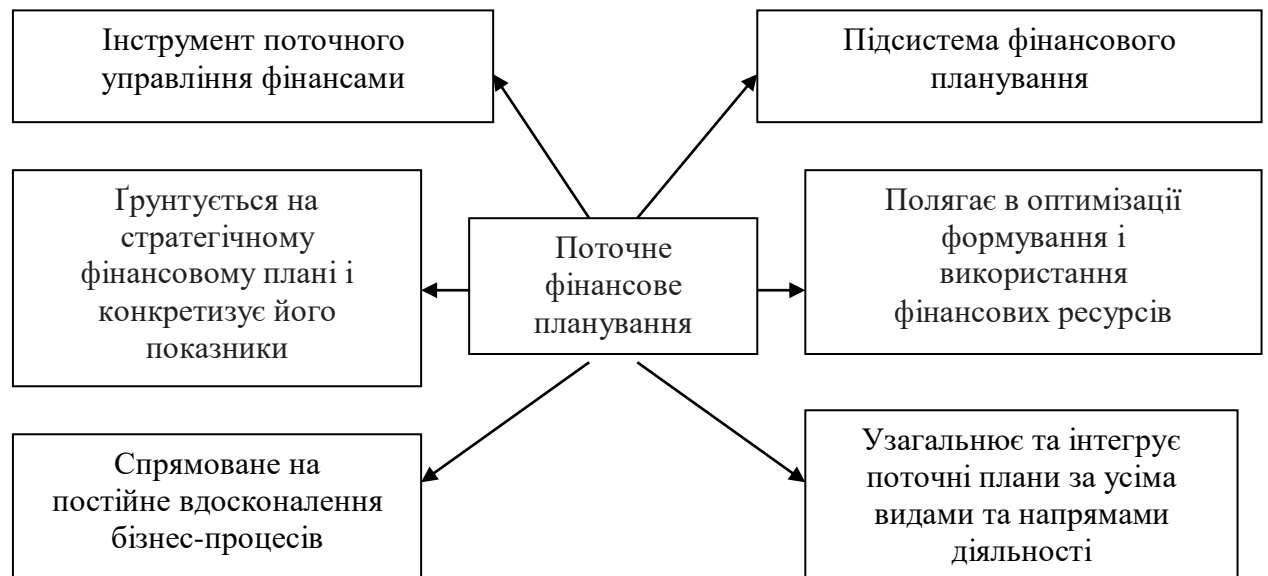 Інструмент поточного
управління фінансами
Підсистема фінансового
планування
Ґрунтується на
стратегічному
фінансовому плані і
конкретизує його
показники
Поточне
фінансове
планування
Полягає в оптимізації
формування і
використання
фінансових ресурсів
Спрямоване на
постійне вдосконалення
бізнес-процесів
Узагальнює та інтегрує
поточні плани за усіма
видами та напрямами
діяльності